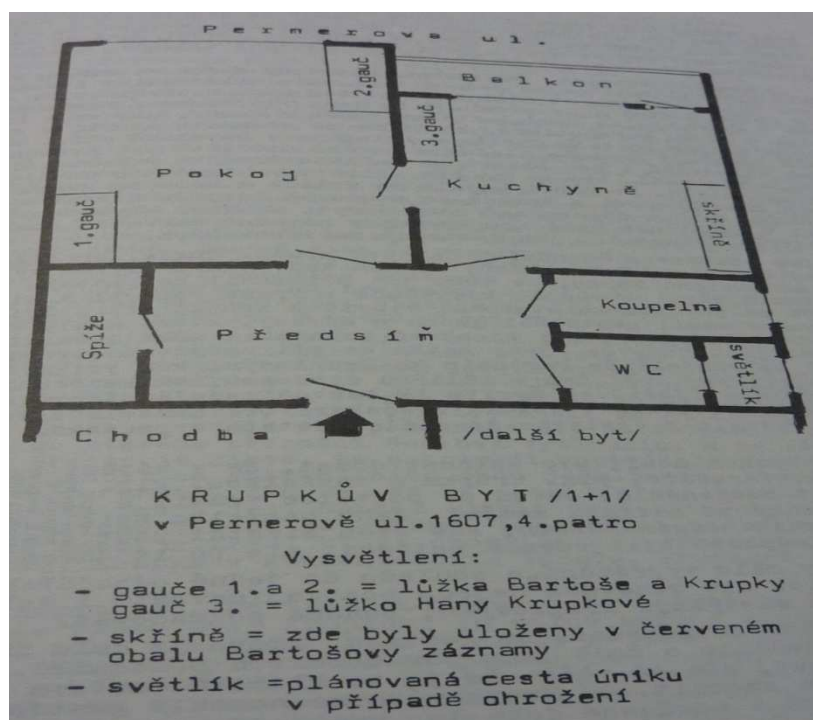 Pernerova ul.
Balkon
2.gauč
3.gauč
Pokoj
Kuchyně
1.gauč
skříně
Koupelna
Spíže
Předsíň
WC
světlík
Chodba
/další byt/
KRUPKŮV BYT /1+1/
v Pernerově ul.1607,4.patro
Vysvětlení:
- gauče 1.a 2. = lůžka Bartoše a Krupky
gauč 3. = lůžko Hany Krupkové
- skříně = zde byly uloženy v červeném
obalu Bartošovy záznamy
- světlík =plánovaná cesta úniku
v případě ohrožení